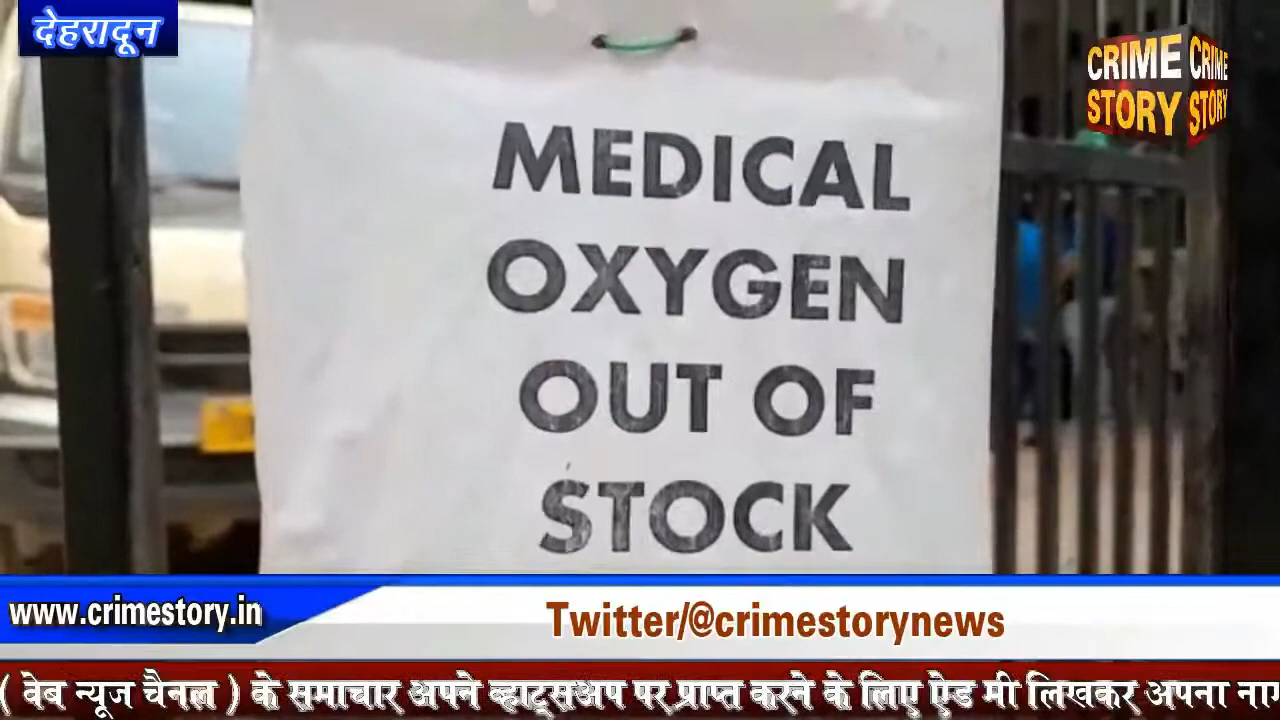 देहरादून
CRIME CRIME
STORY STORY
MEDICAL
OXYGEN
OUT OF
STOCK
www.crimestory.in
Twitter/@crimestorynews
( वेब न्यूज चैनल ) के समाचार अपने व्हाट्सअप पर प्राप्त करने के लिए ऐड मी लिखकर अपना